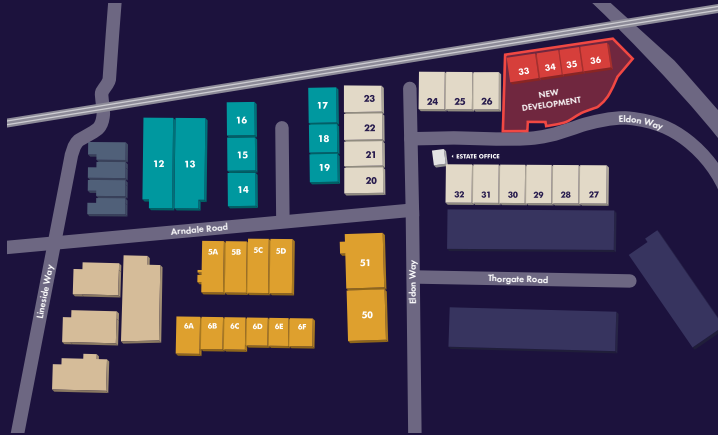 33 34 35 36
NEW
DEVELOPMENT
24 25 26
Eldon Way
23
22
21
20
17
18
19
16
15
14
12 13
• ESTATE OFFICE
32 31 30 29 28 27
Arndale Road
5A 5B 5C 5D
51
50
Thorgate Road
Eldon Way
Lineside Way
6A 6B 6C 6D 6E 6F